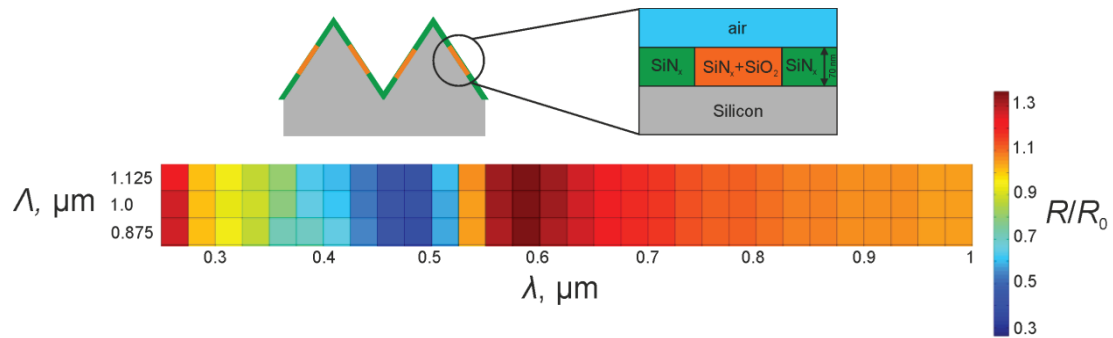 air
SiNₓ
SiNₓ+SiO₂
SiNₓ
70 nm
Silicon
Λ, μm
1.125
1.0
0.875
0.3 0.4 0.5 0.6 0.7 0.8 0.9 1
λ, μm
1.3
1.1
0.9
0.7
0.5
0.3
R/R₀